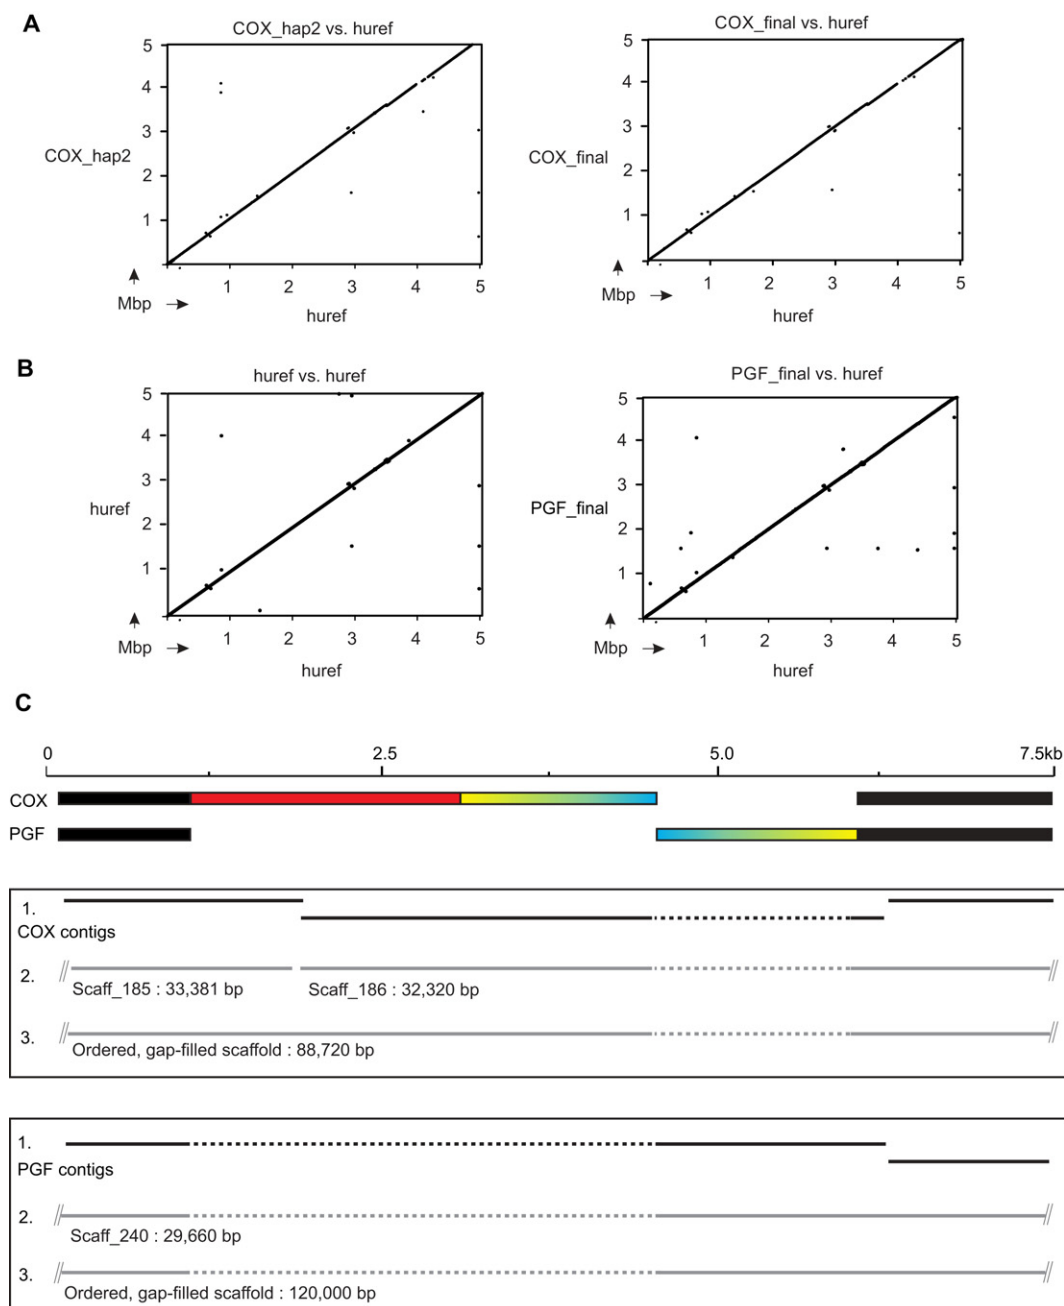 A
COX_hap2 vs. huref
COX_final vs. huref
5
4
3
2
1
COX_hap2
1 2 3 4 5
Mbp
huref
5
4
3
2
1
COX_final
1 2 3 4 5
Mbp
huref
B
huref vs. huref
PGF_final vs. huref
5
4
3
2
1
huref
1 2 3 4 5
Mbp
huref
5
4
3
2
1
PGF_final
1 2 3 4 5
Mbp
huref
C
0 2.5 5.0 7.5kb
COX
PGF
1.
COX contigs
2.
Scaff_185 : 33,381 bp Scaff_186 : 32,320 bp
3.
Ordered, gap-filled scaffold : 88,720 bp
1.
PGF contigs
2.
Scaff_240 : 29,660 bp
3.
Ordered, gap-filled scaffold : 120,000 bp